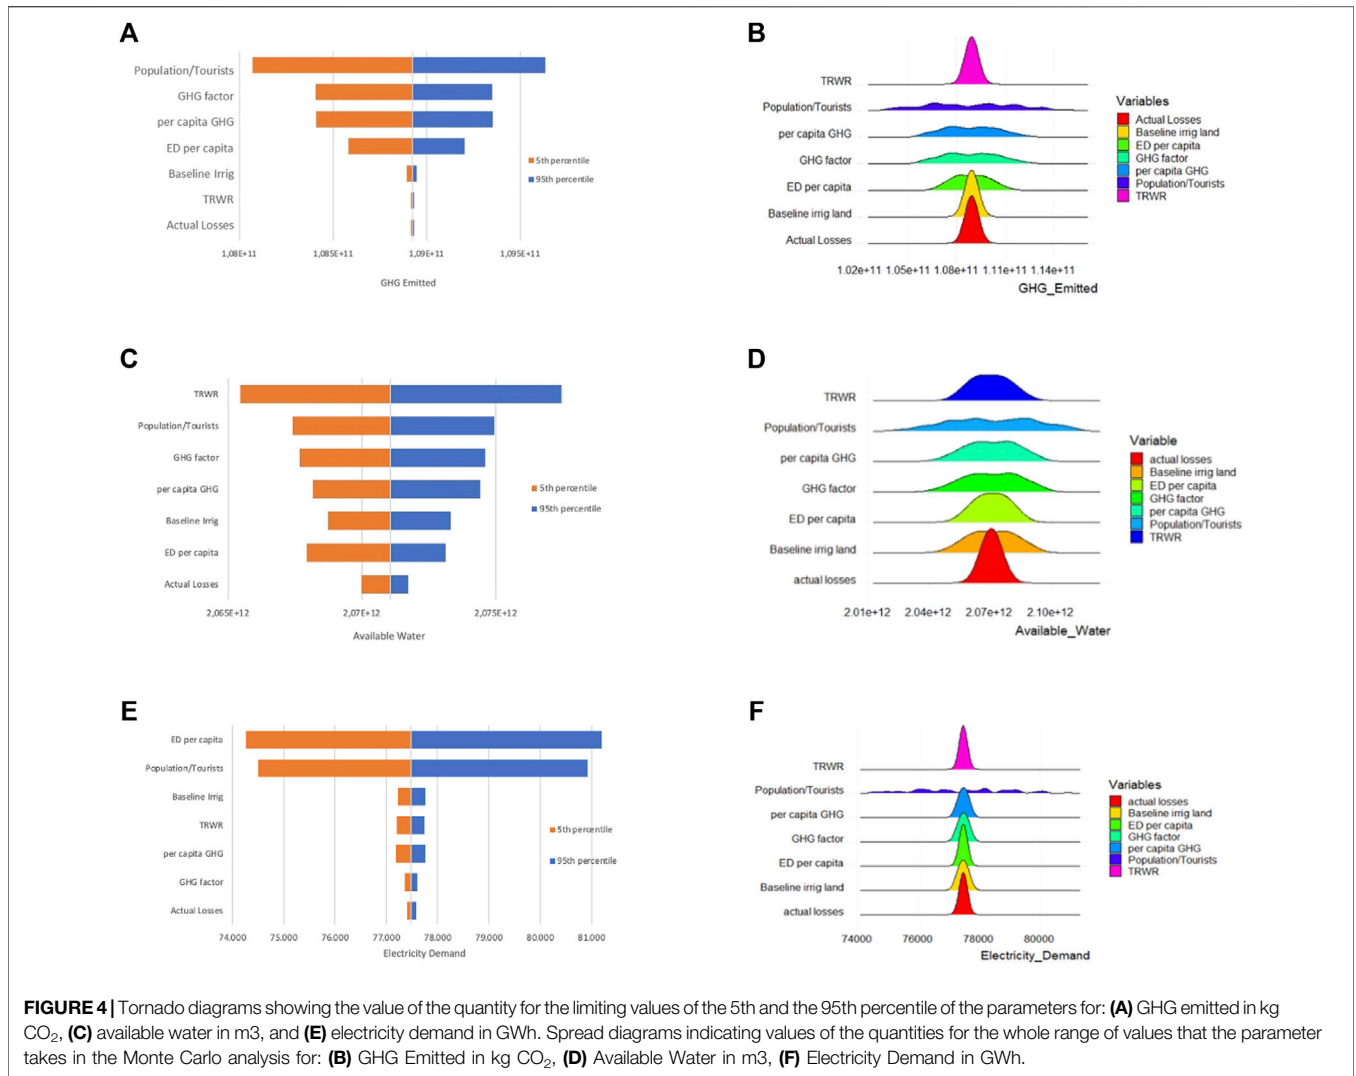 A
Population/Tourists
GHG factor
per capita GHG
ED per capita
Baseline Irrig
TRWR
Actual Losses
5th percentile
95th percentile
1,08E+11 1,085E+11 1,09E+11 1,095E+11
GHG Emitted
B
TRWR
Population/Tourists
per capita GHG
GHG factor
ED per capita
Baseline irrig land
Actual Losses
1.02e+11 1.05e+11 1.08e+11 1.11e+11 1.14e+11
GHG_Emitted
Variables
Actual Losses
Baseline irrig land
ED per capita
GHG factor
per capita GHG
Population/Tourists
TRWR
C
TRWR
Population/Tourists
GHG factor
per capita GHG
Baseline Irrig
ED per capita
Actual Losses
5th percentile
95th percentile
2,065E+12 2,07E+12 2,075E+12
Available Water
D
TRWR
Population/Tourists
per capita GHG
GHG factor
ED per capita
Baseline irrig land
actual losses
2.01e+12 2.04e+12 2.07e+12 2.10e+12
Available_Water
Variable
actual losses
Baseline irrig land
ED per capita
GHG factor
per capita GHG
Population/Tourists
TRWR
E
ED per capita
Population/Tourists
Baseline Irrig
TRWR
per capita GHG
GHG factor
Actual Losses
5th percentile
95th percentile
74.000 75.000 76.000 77.000 78.000 79.000 80.000 81.000
Electricity Demand
F
TRWR
Population/Tourists
per capita GHG
GHG factor
ED per capita
Baseline irrig land
actual losses
74000 76000 78000 80000
Electricity_Demand
Variables
actual losses
Baseline irrig land
ED per capita
GHG factor
per capita GHG
Population/Tourists
TRWR
FIGURE 4 | Tornado diagrams showing the value of the quantity for the limiting values of the 5th and the 95th percentile of the parameters for: (A) GHG emitted in kg
CO₂, (C) available water in m3, and (E) electricity demand in GWh. Spread diagrams indicating values of the quantities for the whole range of values that the parameter
takes in the Monte Carlo analysis for: (B) GHG Emitted in kg CO₂, (D) Available Water in m3, (F) Electricity Demand in GWh.